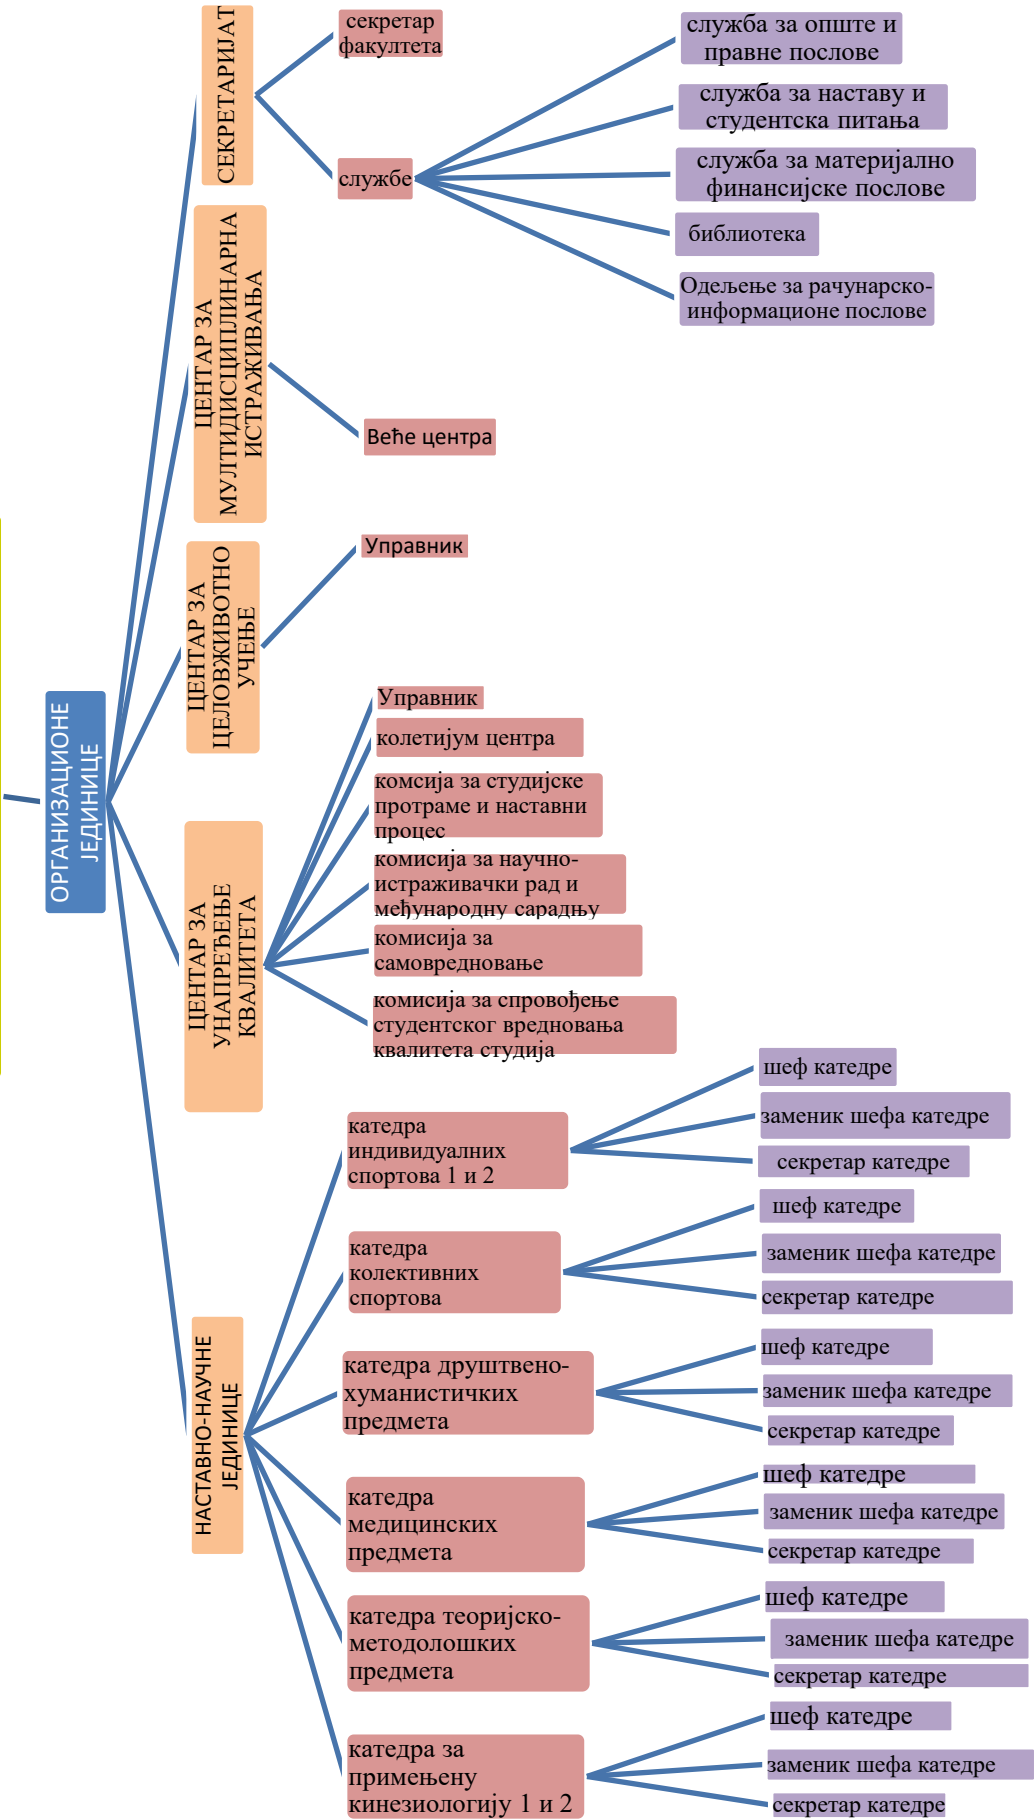 ОРГАНИЗАЦИОНЕ
ЈЕДИНИЦЕ
СЕКРЕТАРИЈАТ
секретар
факултета
службе
служба за опште и
правне послове
служба за наставу и
студентска питања
служба за материјално
финансијске послове
библиотека
Одељење за рачунарско-
информационе послове
ЦЕНТАР ЗА
МУЛТИДИСЦИПЛИНАРНА
ИСТРАЖИВАЊА
Веће центра
ЦЕНТАР ЗА
ЦЕЛОВЖИВОТНО
УЧЕЊЕ
Управник
ЦЕНТАР ЗА
УНАПРЕЂЕЊЕ
КВАЛИТЕТА
Управник
колетијум центра
комсија за студијске
протраме и наставни
процес
комисија за научно-
истраживачки рад и
међународну сарадњу
комисија за
самовредновање
комисија за спровођење
студентског вредновања
квалитета студија
НАСТАВНО-НАУЧНЕ
ЈЕДИНИЦЕ
катедра
индивидуалних
спортова 1 и 2
шеф катедре
заменик шефа катедре
секретар катедре
катедра
колективних
спортова
шеф катедре
заменик шефа катедре
секретар катедре
катедра друштвено-
хуманистичких
предмета
шеф катедре
заменик шефа катедре
секретар катедре
катедра
медицинских
предмета
шеф катедре
заменик шефа катедре
секретар катедре
катедра теоријско-
методолошких
предмета
шеф катедре
заменик шефа катедре
секретар катедре
катедра за
примењену
кинезиологију 1 и 2
шеф катедре
заменик шефа катедре
секретар катедре